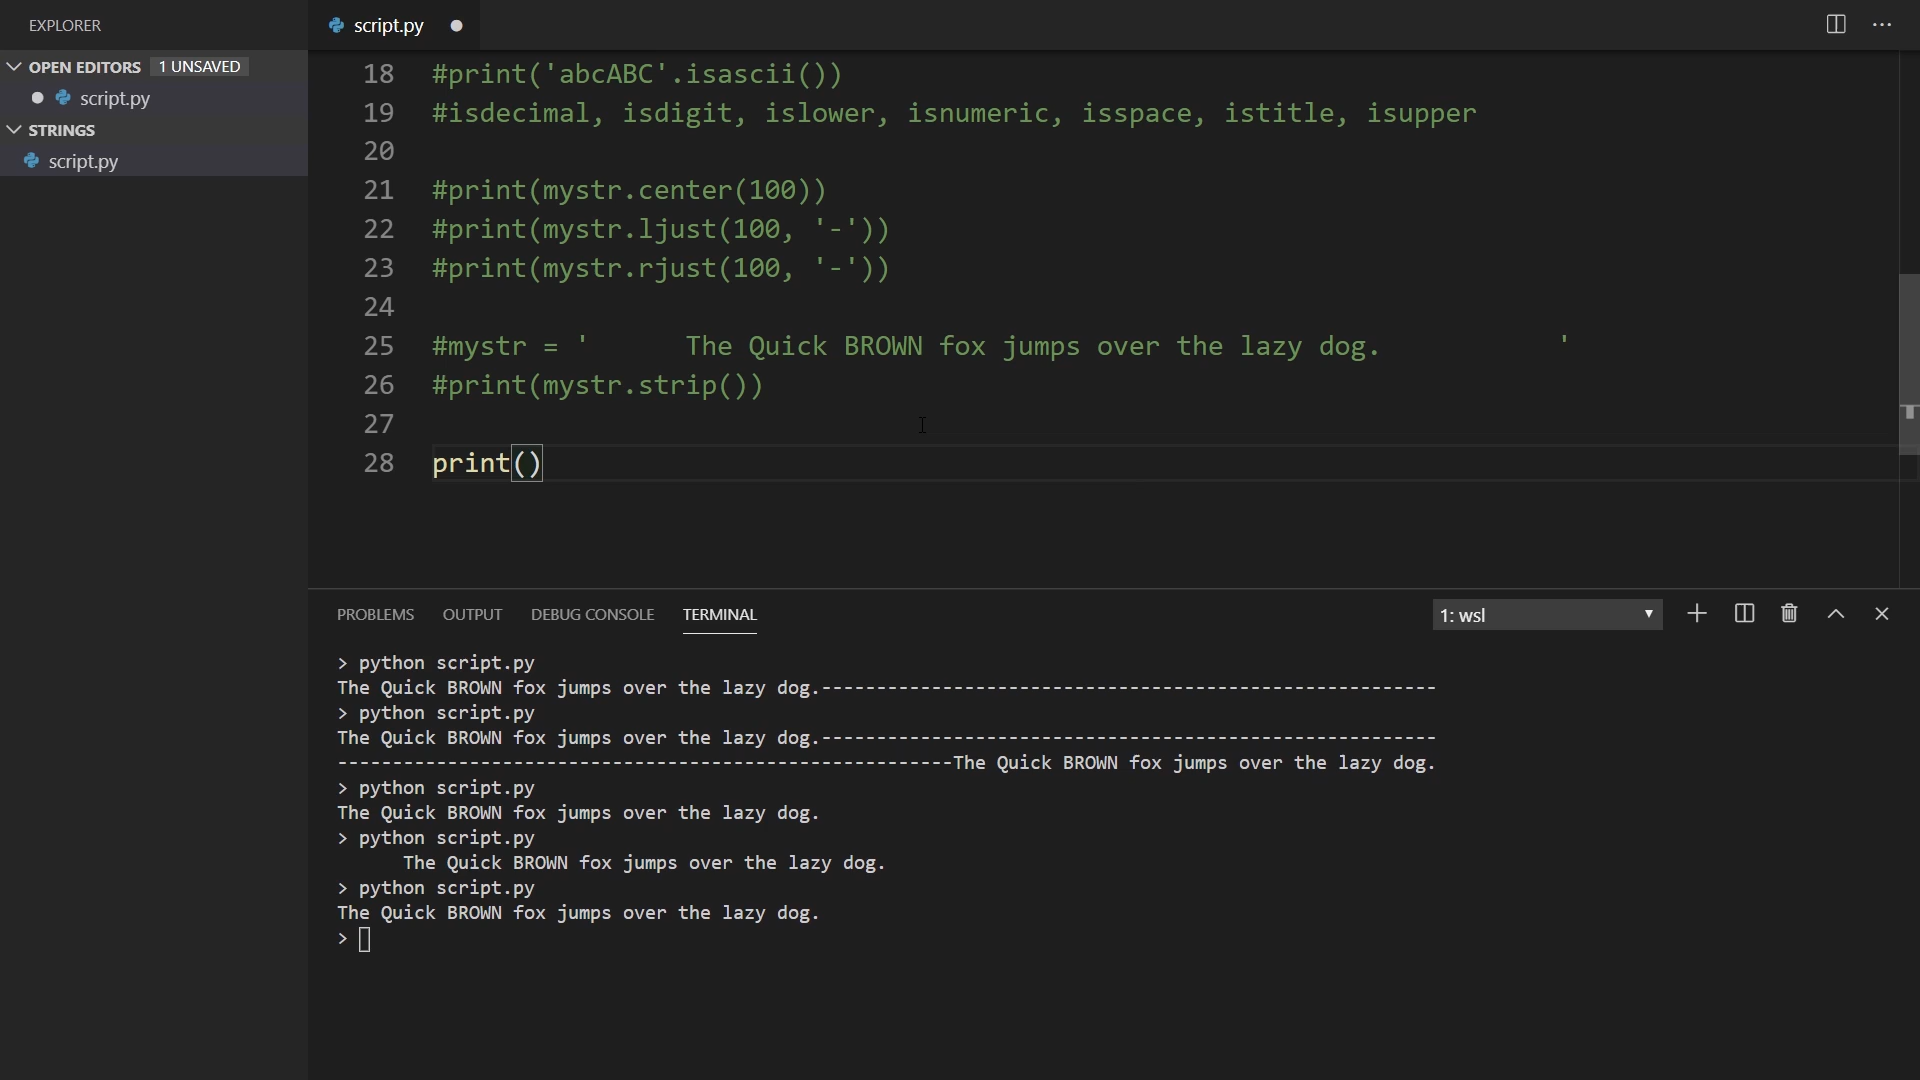 EXPLORER
OPEN EDITORS 1 UNSAVED
script.py
STRINGS
script.py
script.py
18 #print('abcABC'.isascii())
19 #isdecimal, isdigit, islower, isnumeric, isspace, istitle, isupper
20
21 #print(mystr.center(100))
22 #print(mystr.ljust(100, '-'))
23 #print(mystr.rjust(100, '-'))
24
25 #mystr = '      The Quick BROWN fox jumps over the lazy dog.           '
26 #print(mystr.strip())
27
28 print()
PROBLEMS OUTPUT DEBUG CONSOLE TERMINAL 1: wsl
> python script.py
The Quick BROWN fox jumps over the lazy dog.--------------------------------------------------------
> python script.py
The Quick BROWN fox jumps over the lazy dog.--------------------------------------------------------
--------------------------------------------------------The Quick BROWN fox jumps over the lazy dog.
> python script.py
The Quick BROWN fox jumps over the lazy dog.
> python script.py
      The Quick BROWN fox jumps over the lazy dog.
> python script.py
The Quick BROWN fox jumps over the lazy dog.
>